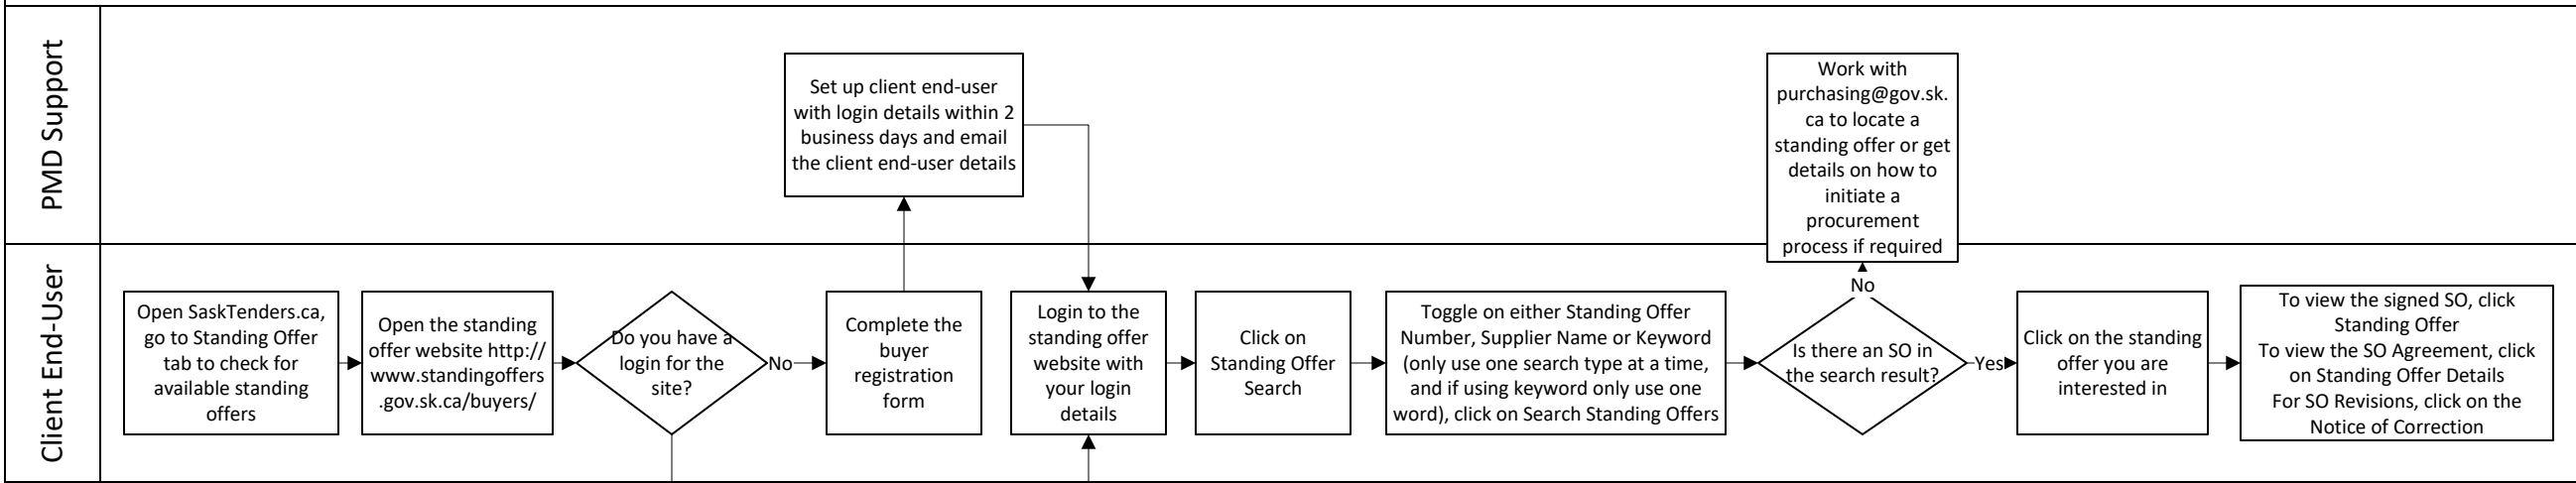 PMD Support
Set up client end-user
with login details within 2
business days and email
the client end-user details
Work with
purchasing@gov.sk.
ca to locate a
standing offer or get
details on how to
initiate a
procurement
process if required
Client End-User
Open SaskTenders.ca,
go to Standing Offer
tab to check for
available standing
offers
Open the standing
offer website http://
www.standingoffers
.gov.sk.ca/buyers/
Do you have a
login for the
site?
No
Complete the
buyer
registration
form
Login to the
standing offer
website with
your login
details
Click on
Standing Offer
Search
Toggle on either Standing Offer
Number, Supplier Name or Keyword
(only use one search type at a time,
and if using keyword only use one
word), click on Search Standing Offers
No
Is there an SO in
the search result?
Yes
Click on the standing
offer you are
interested in
To view the signed SO, click
Standing Offer
To view the SO Agreement, click
on Standing Offer Details
For SO Revisions, click on the
Notice of Correction